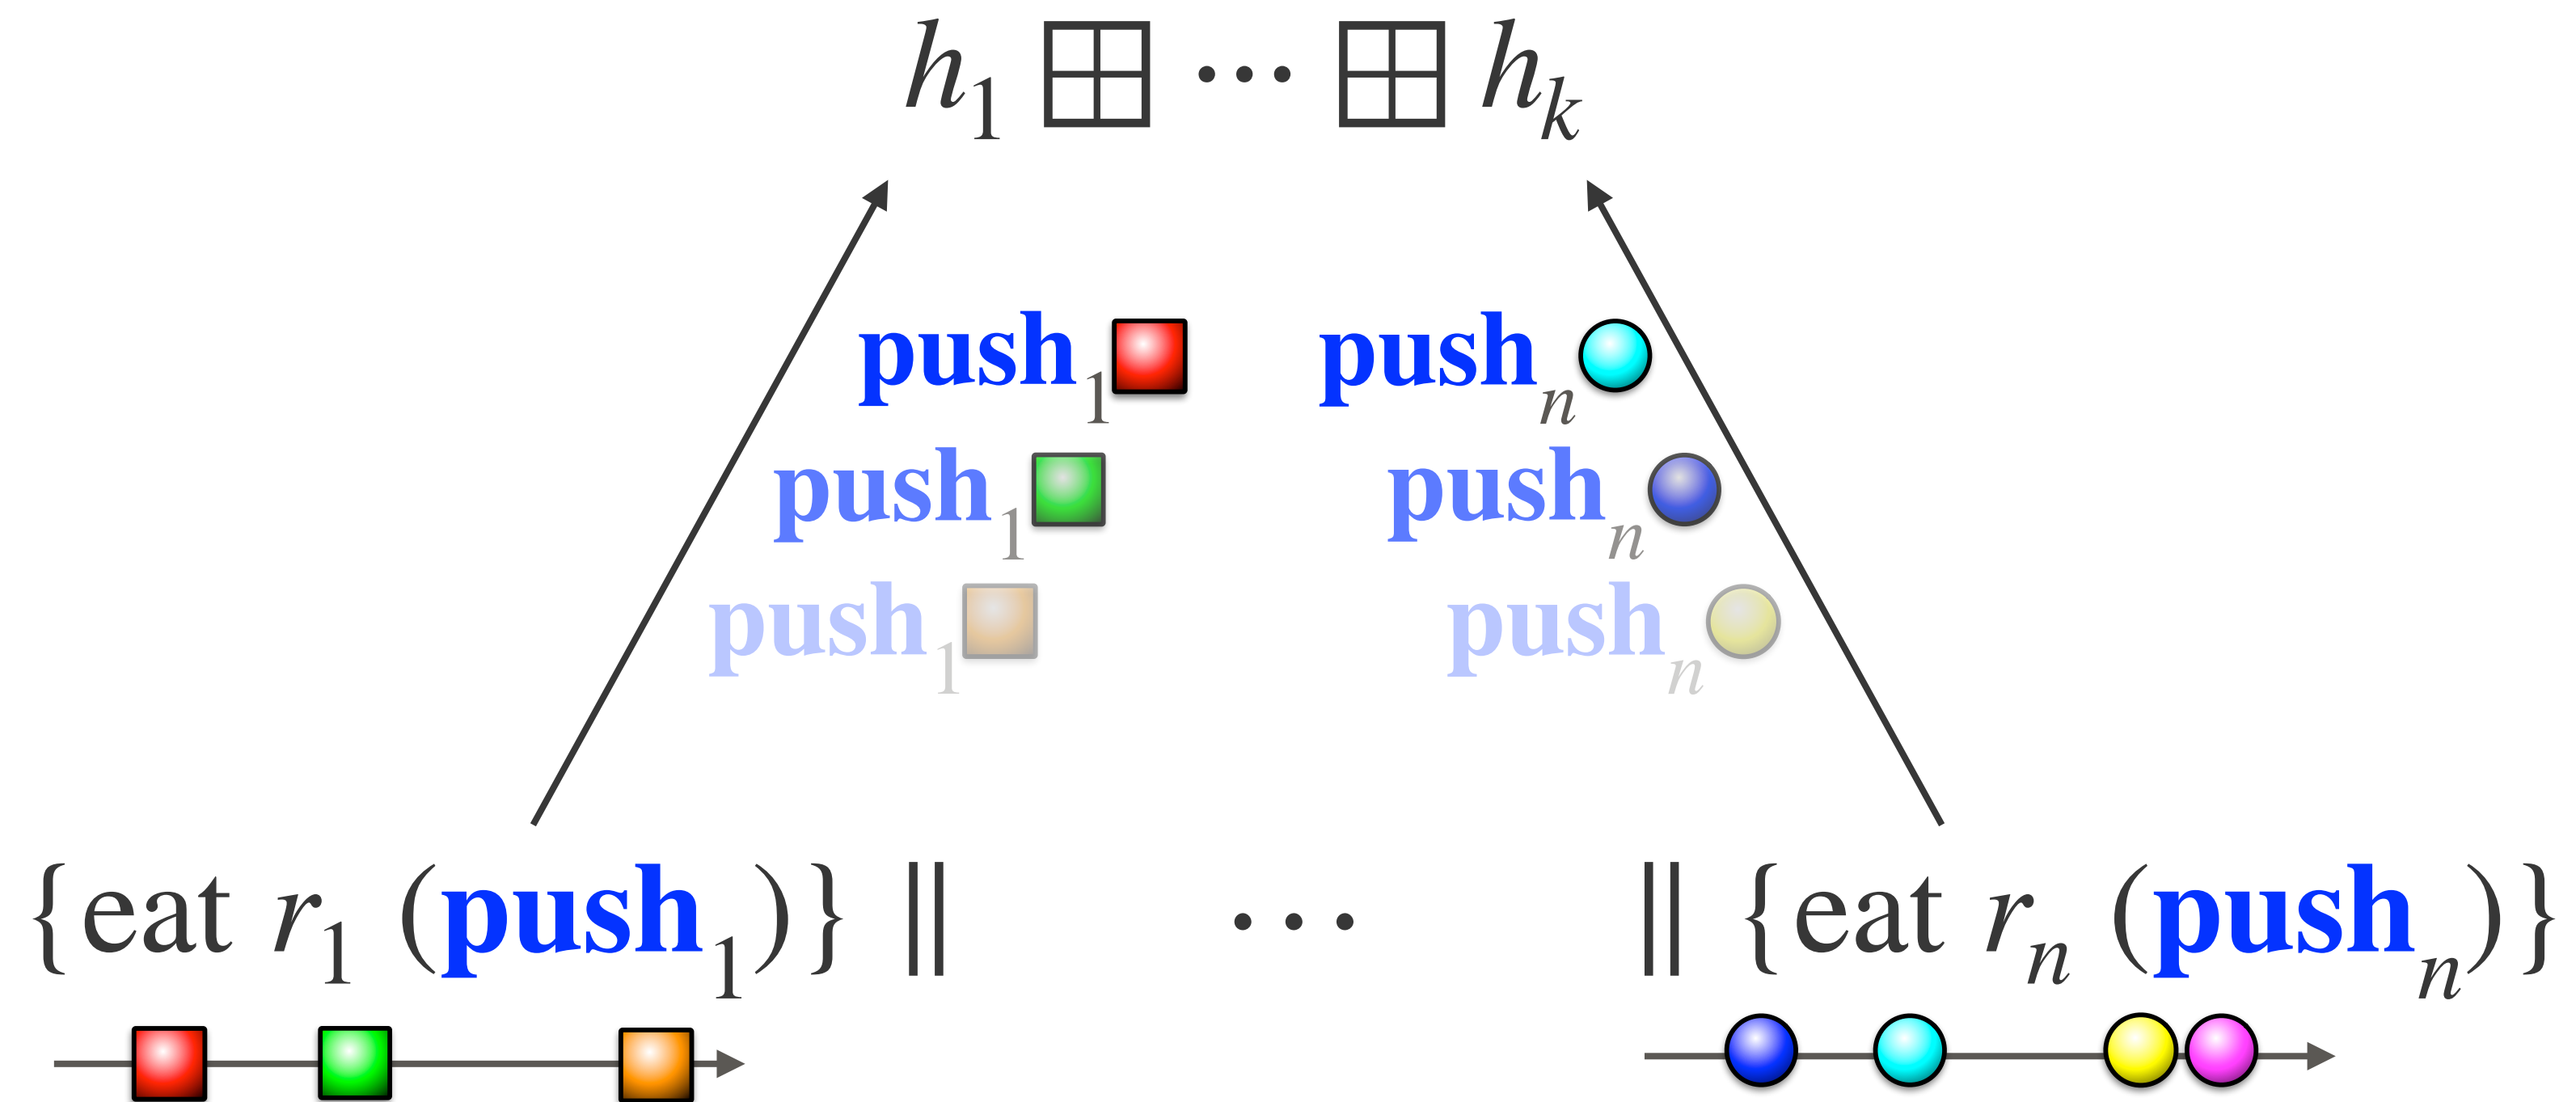 h₁ ⊞ ··· ⊞ hₖ
push₁ pushₙ
push₁ pushₙ
push₁ pushₙ
{eat r₁ (push₁)} ∥ ··· ∥ {eat rₙ (pushₙ)}